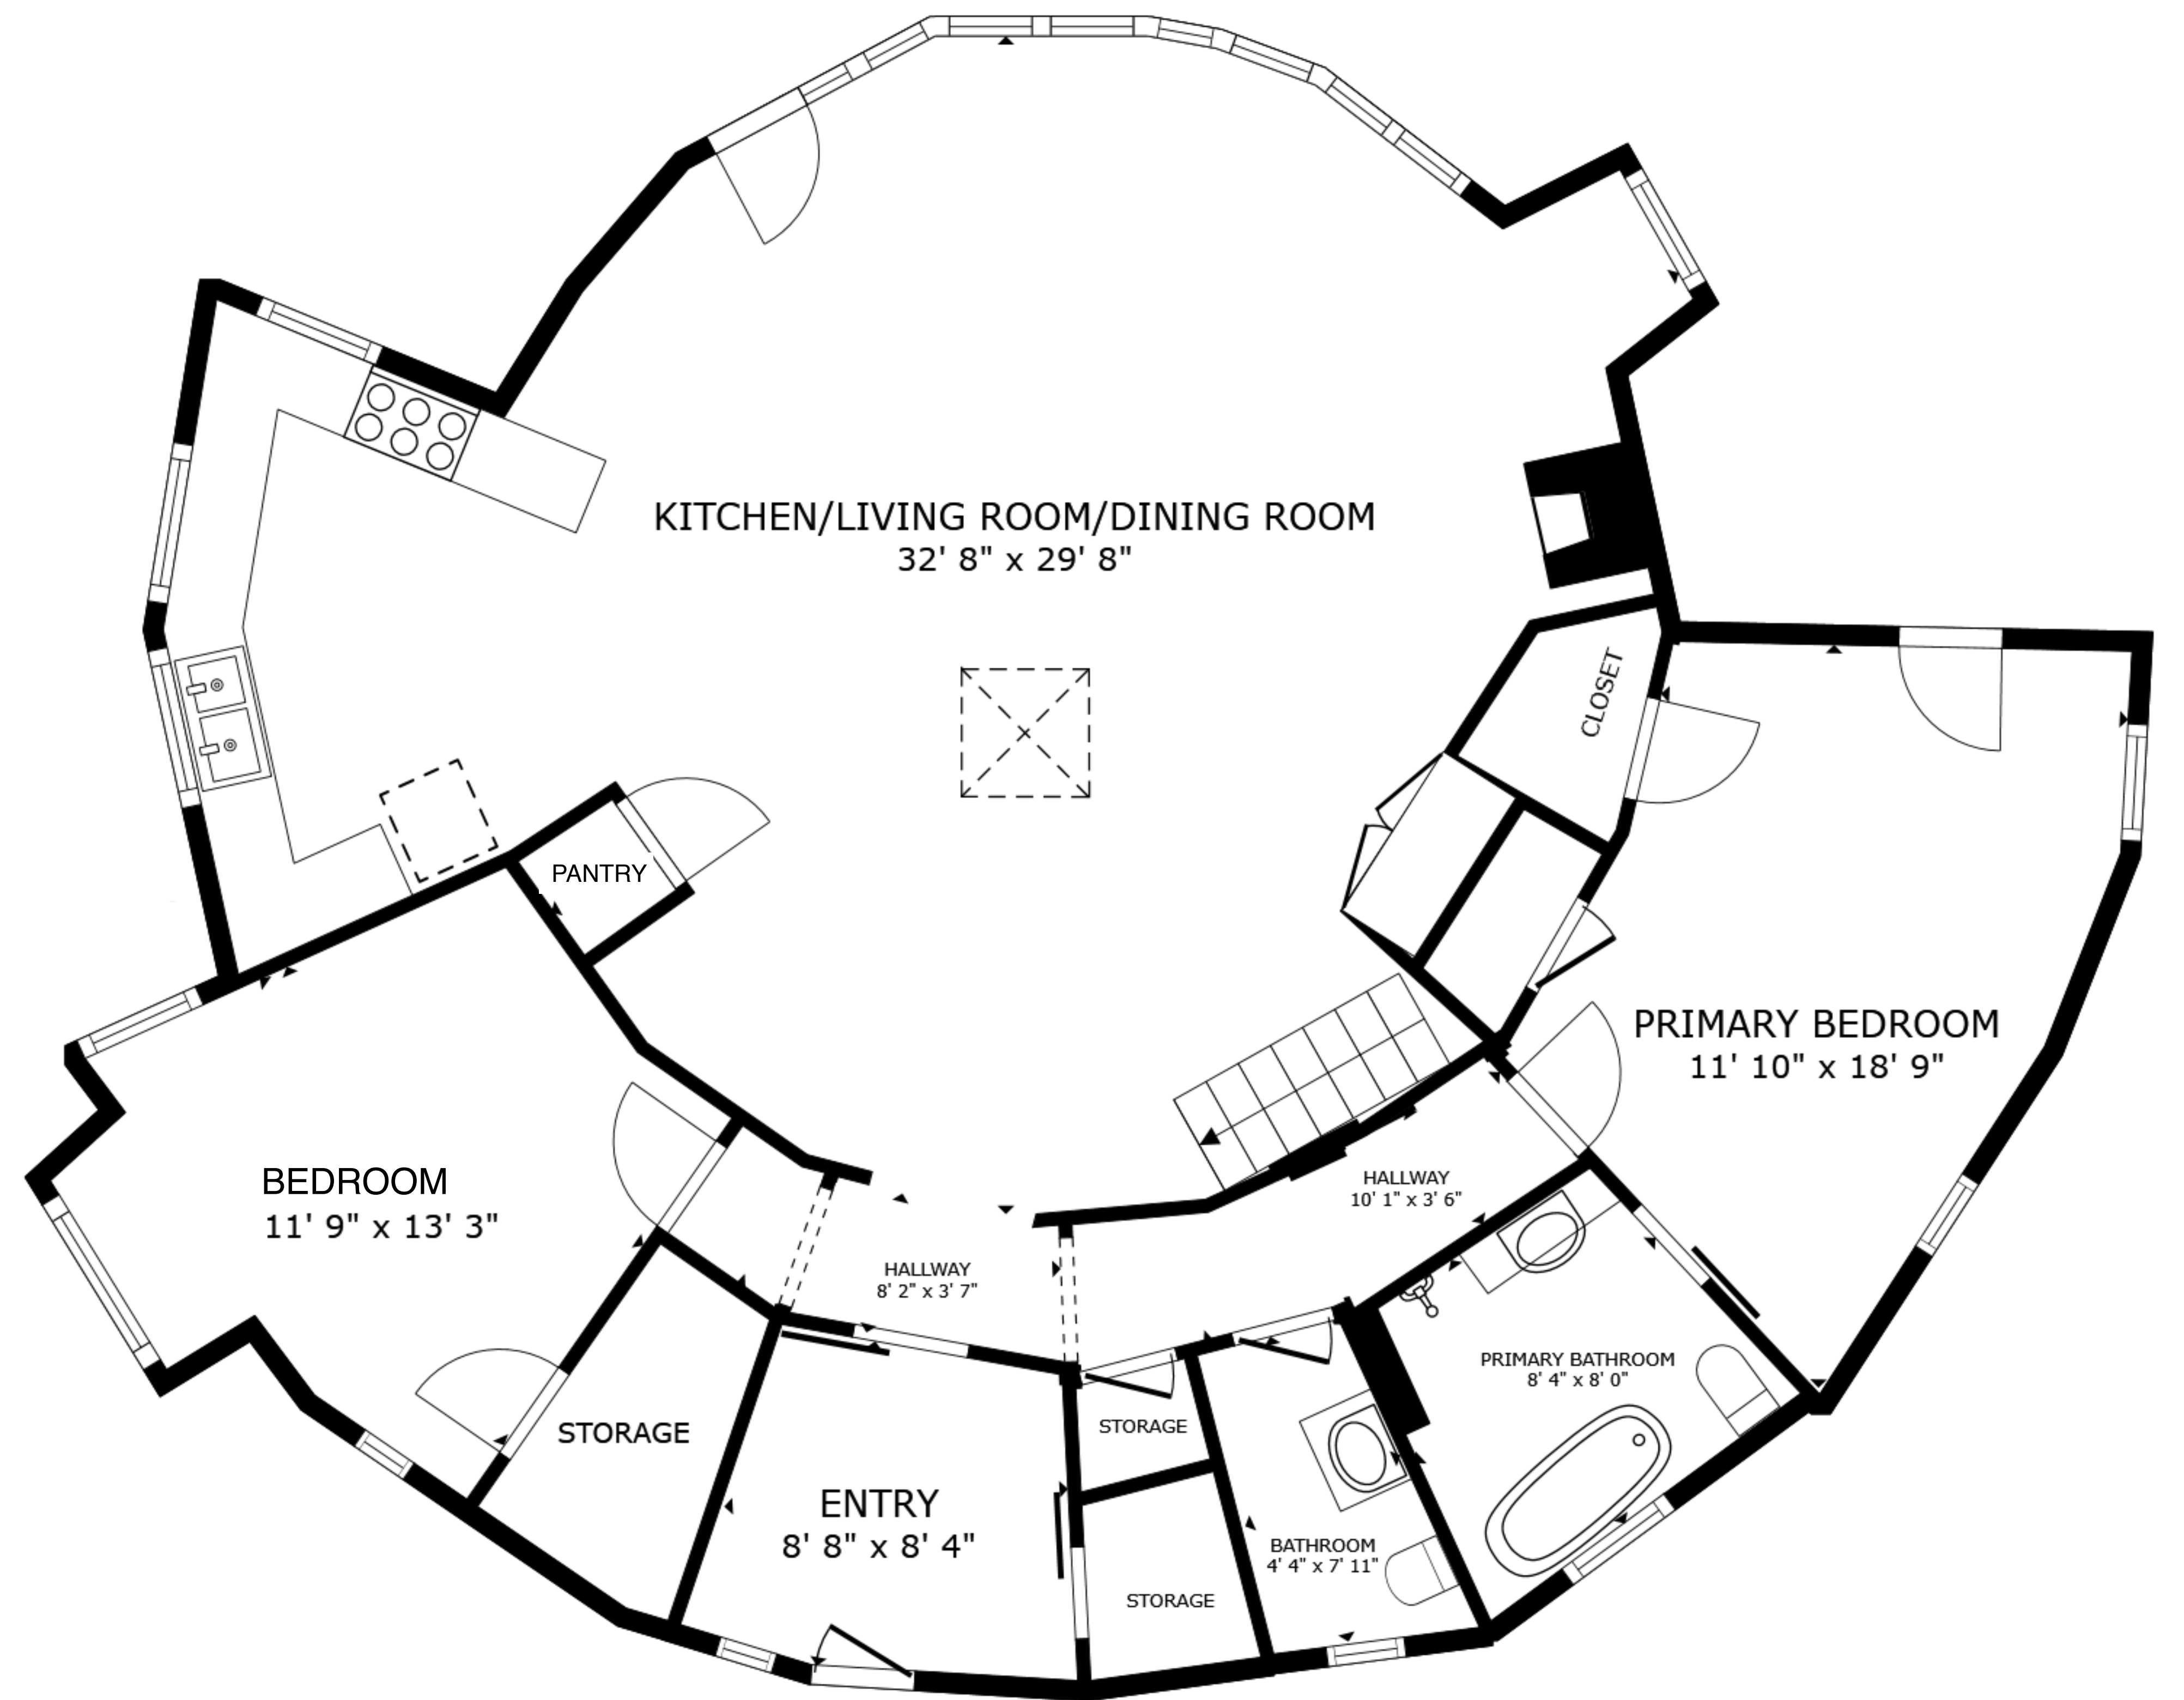 KITCHEN/LIVING ROOM/DINING ROOM
32' 8" x 29' 8"
CLOSET
PANTRY
PRIMARY BEDROOM
11' 10" x 18' 9"
BEDROOM
11' 9" x 13' 3"
HALLWAY
10' 1" x 3' 6"
HALLWAY
8' 2" x 3' 7"
PRIMARY BATHROOM
8' 4" x 8' 0"
STORAGE
STORAGE
ENTRY
8' 8" x 8' 4"
BATHROOM
4' 4" x 7' 11"
STORAGE